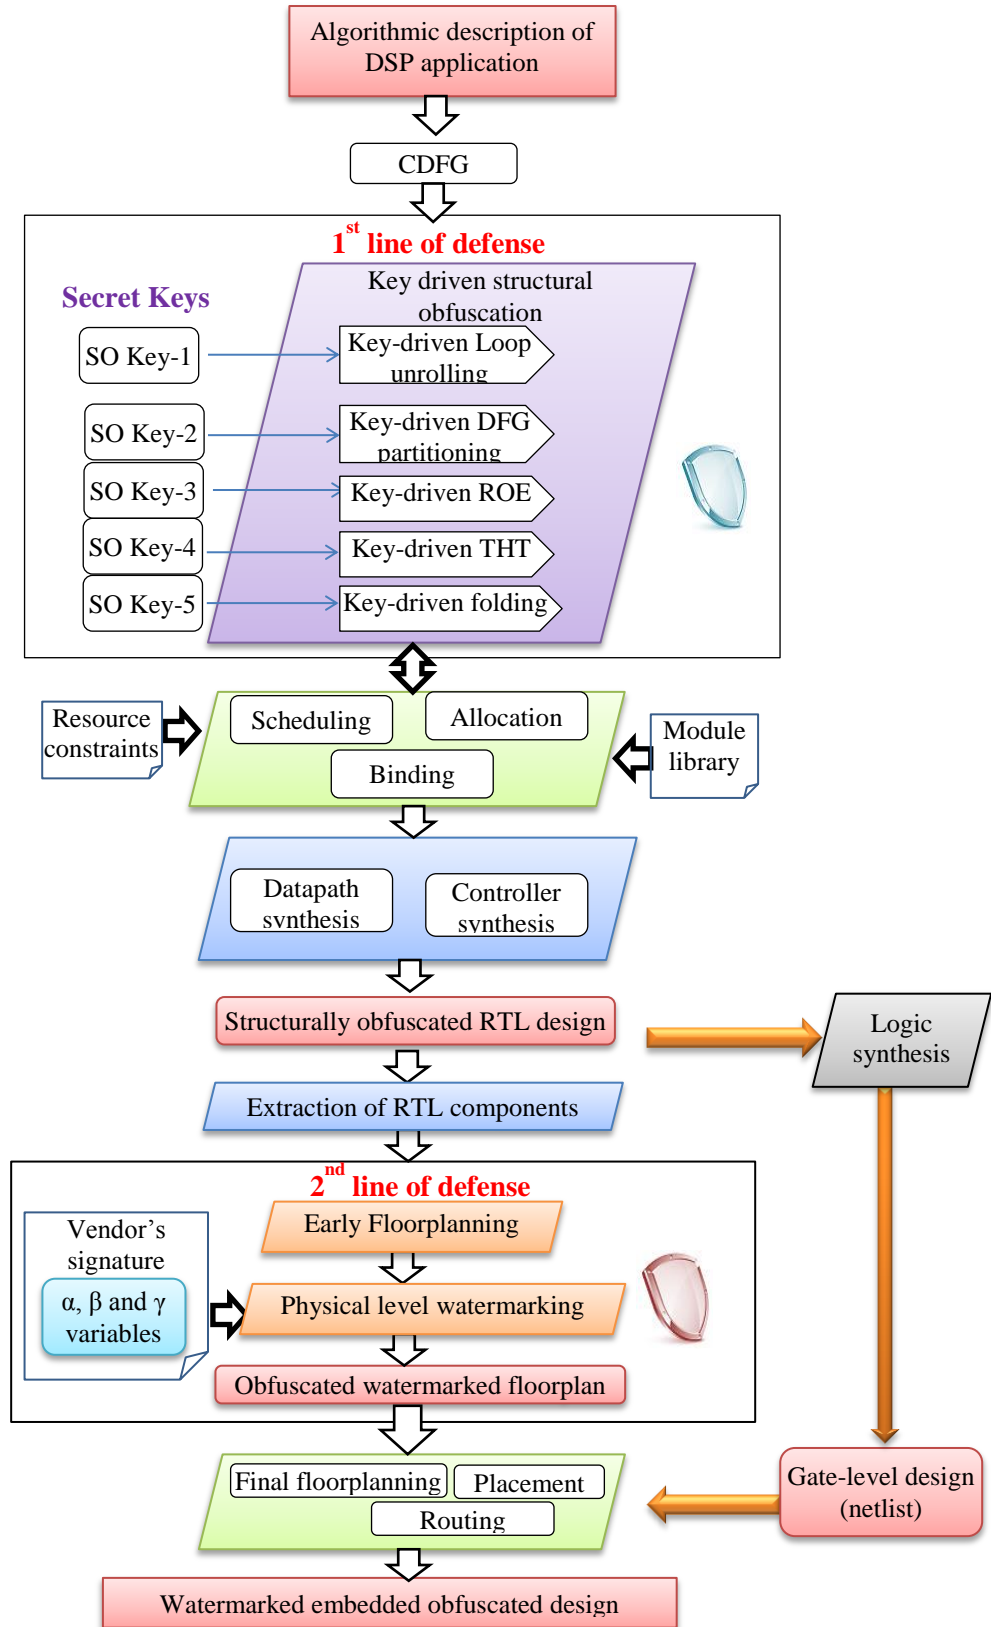 Algorithmic description of
DSP application
CDFG
1st line of defense
Key driven structural
obfuscation
Secret Keys
SO Key-1
Key-driven Loop
unrolling
SO Key-2
Key-driven DFG
partitioning
SO Key-3
Key-driven ROE
SO Key-4
Key-driven THT
SO Key-5
Key-driven folding
Resource
constraints
Scheduling
Allocation
Binding
Module
library
Datapath
synthesis
Controller
synthesis
Structurally obfuscated RTL design
Logic
synthesis
Extraction of RTL components
2nd line of defense
Early Floorplanning
Vendor’s
signature
α, β and γ
variables
Physical level watermarking
Obfuscated watermarked floorplan
Final floorplanning
Placement
Routing
Gate-level design
(netlist)
Watermarked embedded obfuscated design